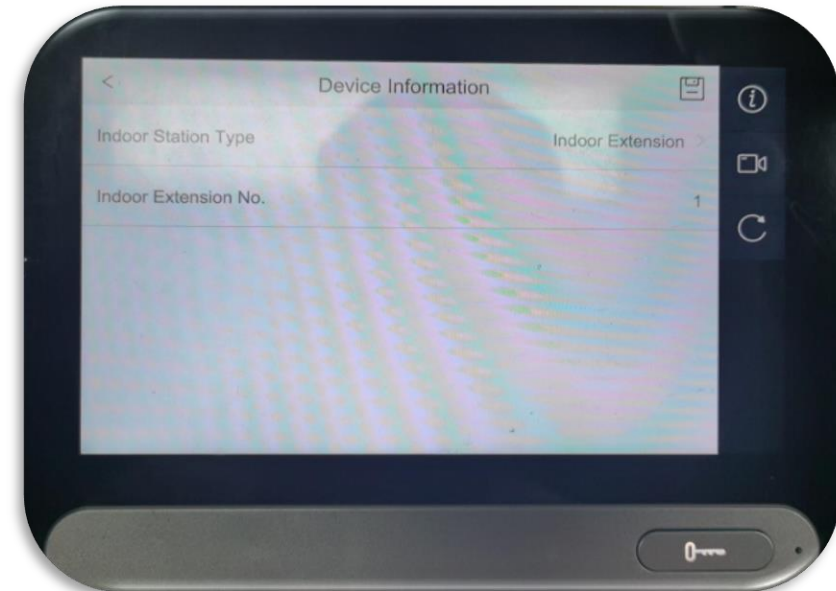 Device Information
Indoor Station Type Indoor Extension
Indoor Extension No. 1